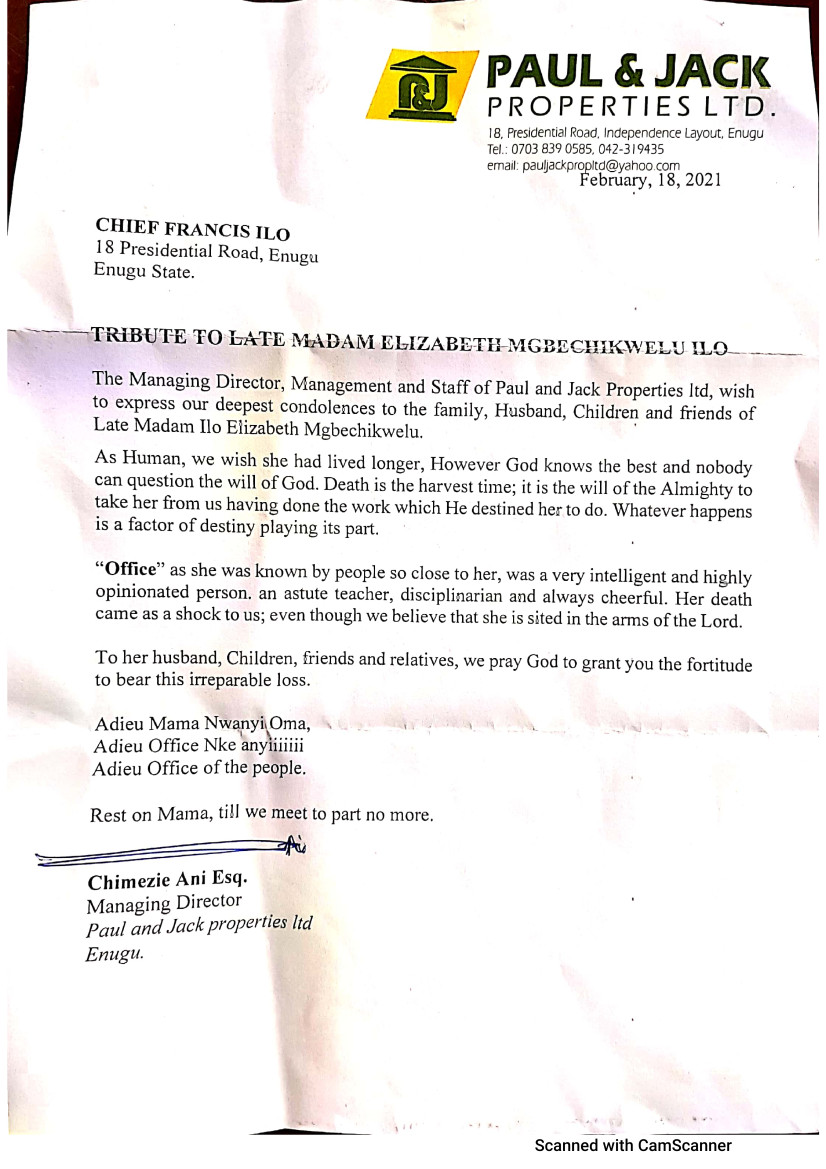 P&J
PAUL & JACK
PROPERTIES LTD.
18, Presidential Road, Independence Layout, Enugu
Tel.: 0703 839 0585, 042-319435
email: pauljackpropltd@yahoo.com
February, 18, 2021
CHIEF FRANCIS ILO
18 Presidential Road, Enugu
Enugu State.
TRIBUTE TO LATE MADAM ELIZABETH MGBECHIKWELU ILO
The Managing Director, Management and Staff of Paul and Jack Properties ltd, wish
to express our deepest condolences to the family, Husband, Children and friends of
Late Madam Ilo Elizabeth Mgbechikwelu.
As Human, we wish she had lived longer, However God knows the best and nobody
can question the will of God. Death is the harvest time; it is the will of the Almighty to
take her from us having done the work which He destined her to do. Whatever happens
is a factor of destiny playing its part.
“Office” as she was known by people so close to her, was a very intelligent and highly
opinionated person. an astute teacher, disciplinarian and always cheerful. Her death
came as a shock to us; even though we believe that she is sited in the arms of the Lord.
To her husband, Children, friends and relatives, we pray God to grant you the fortitude
to bear this irreparable loss.
Adieu Mama Nwanyi Oma,
Adieu Office Nke anyiiiiiii
Adieu Office of the people.
Rest on Mama, till we meet to part no more.
Chimezie Ani Esq.
Managing Director
Paul and Jack properties ltd
Enugu.
Scanned with CamScanner